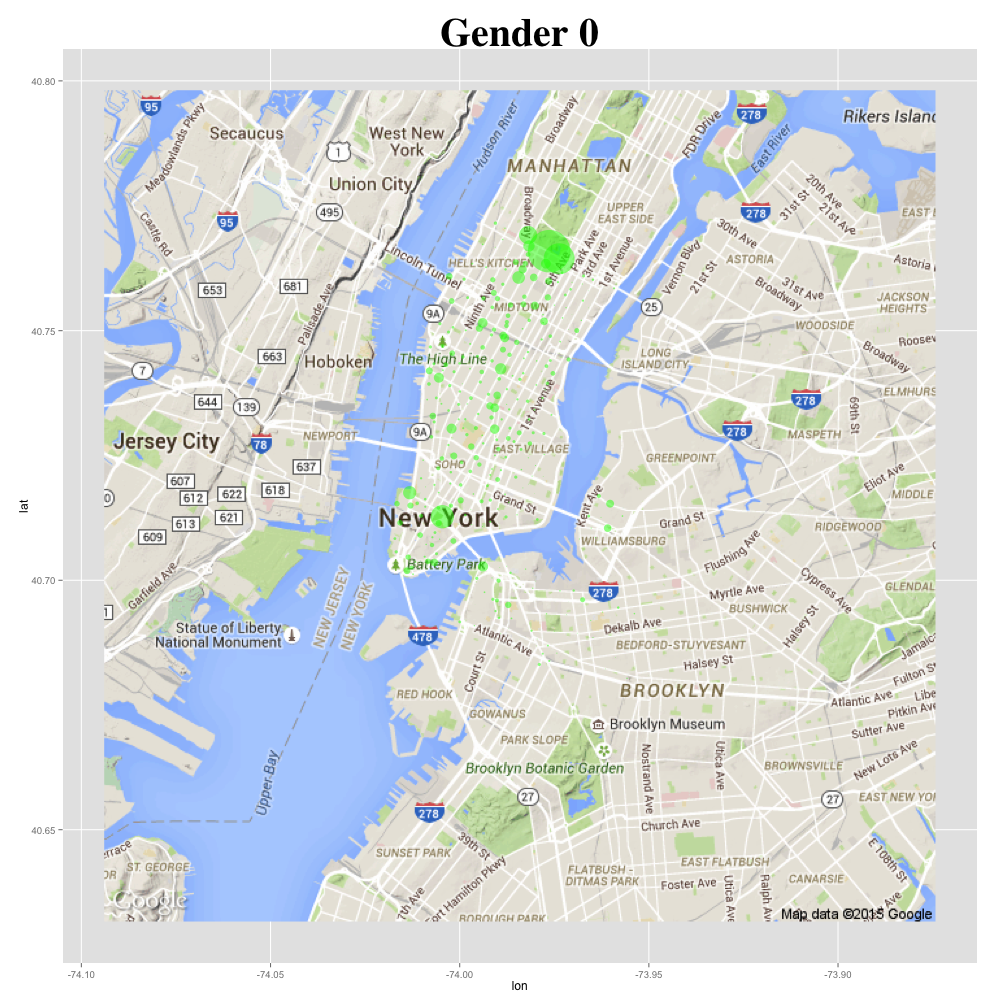 Gender 0
40.80
40.75
40.70
40.65
lat
-74.10
-74.05
-74.00
-73.95
-73.90
lon
95
Meadowlands Pkwy
Secaucus
West New
York
1
Union City
495
95
Castle Rd
653
681
Palisade Ave
Hudson River
Broadway
MANHATTAN
FDR Drive
278
East River
Rikers Island
20th Ave
21st Ave
31st St
278
30th Ave
ASTORIA
Astoria
UPPER
EAST SIDE
Broadway
Park Ave
3rd Ave
1st Avenue
5th Ave
Vernon Blvd
21st St
31st Ave
Broadway
JACKSON
HEIGHTS
25
WOODSIDE
Roosev
Broadway
ELMHURS
Lincoln Tunnel
HELL'S KITCHEN
9A
Ninth Ave
MIDTOWN
The High Line
LONG
ISLAND CITY
278
69th St
663
7
Hoboken
644
139
Jersey City
78
NEWPORT
9A
1st Avenue
EAST VILLAGE
278
MASPETH
GREENPOINT
SOHO
637
607
612
622
618
0
613
621
609
Grand St
Kent Ave
Eliot Ave
MIDDLE
New York
WILLIAMSBURG
Grand St
RIDGEWOOD
Flushing Ave
Battery Park
278
Myrtle Ave
BUSHWICK
Cypress Ave
GLENDAL
Garfield Ave
1
NEW JERSEY
NEW YORK
Statue of Liberty
National Monument
478
Atlantic Ave
Dekalb Ave
BEDFORD-STUYVESANT
Halsey St
Halsey St
Jamaica
Fulton S
Court St
RED HOOK
GOWANUS
BROOKLYN
Atlantic Ave
Libe
Pitkin Ave
Sutter Ave
Brooklyn Museum
PARK SLOPE
Brooklyn Botanic Garden
Nostrand Ave
Utica Ave
New Lots Ave
BROWNSVILLE
Upper Bay
278
27
27
EAST NEW YOR
Church Ave
39th St
SUNSET PARK
ort Hamilton Pkwy
EAST FLATBUSH
E 108th St
errace
ST. GEORGE
OR
FLATBUSH -
DITMAS PARK
Foster Ave
CANARSIE
Utica Ave
Ralph Av
th Ave
BOROUGH PARK
Google
Map data ©2015 Google